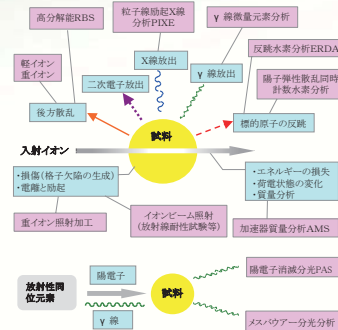 高分解能RBS
粒子線励起X線
分析PIXE
γ 線微量元素分析
軽イオン
重イオン
X線放出
γ 線放出
反跳水素分析ERDA
二次電子放出
陽子弾性散乱同時
計数水素分析
後方散乱
試料
標的原子の反跳
入射イオン
・損傷(格子欠陥の生成)
・電離と励起
・エネルギーの損失
・荷電状態の変化
・質量分析
重イオン照射加工
イオンビーム照射
(放射線耐性試験等)
加速器質量分析AMS
陽電子
陽電子消滅分光PAS
放射性同
位元素
試料
γ 線
メスバウアー分光分析